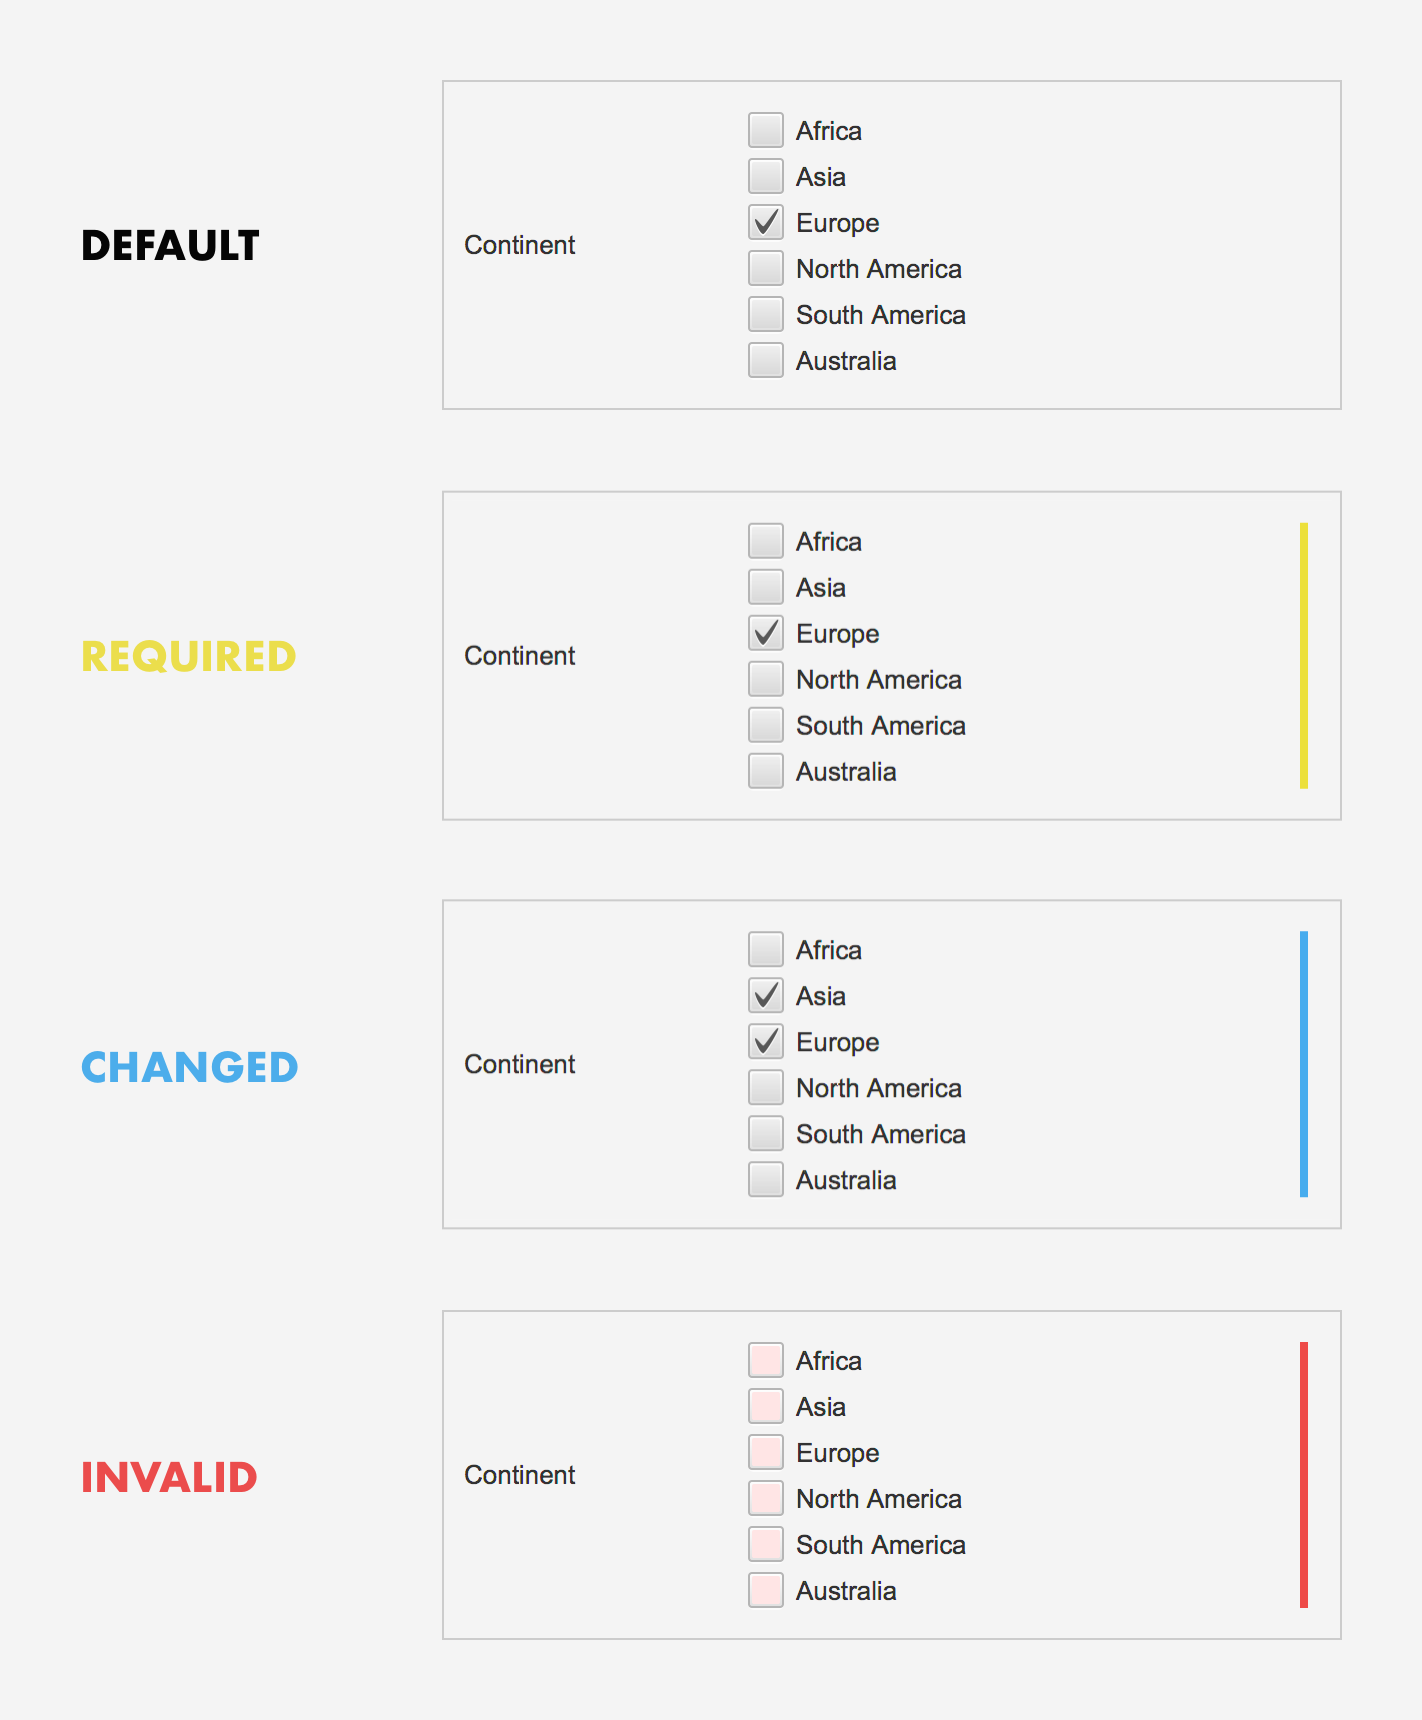 DEFAULT
Continent
Africa
Asia
Europe
North America
South America
Australia
REQUIRED
Continent
Africa
Asia
Europe
North America
South America
Australia
CHANGED
Continent
Africa
Asia
Europe
North America
South America
Australia
INVALID
Continent
Africa
Asia
Europe
North America
South America
Australia